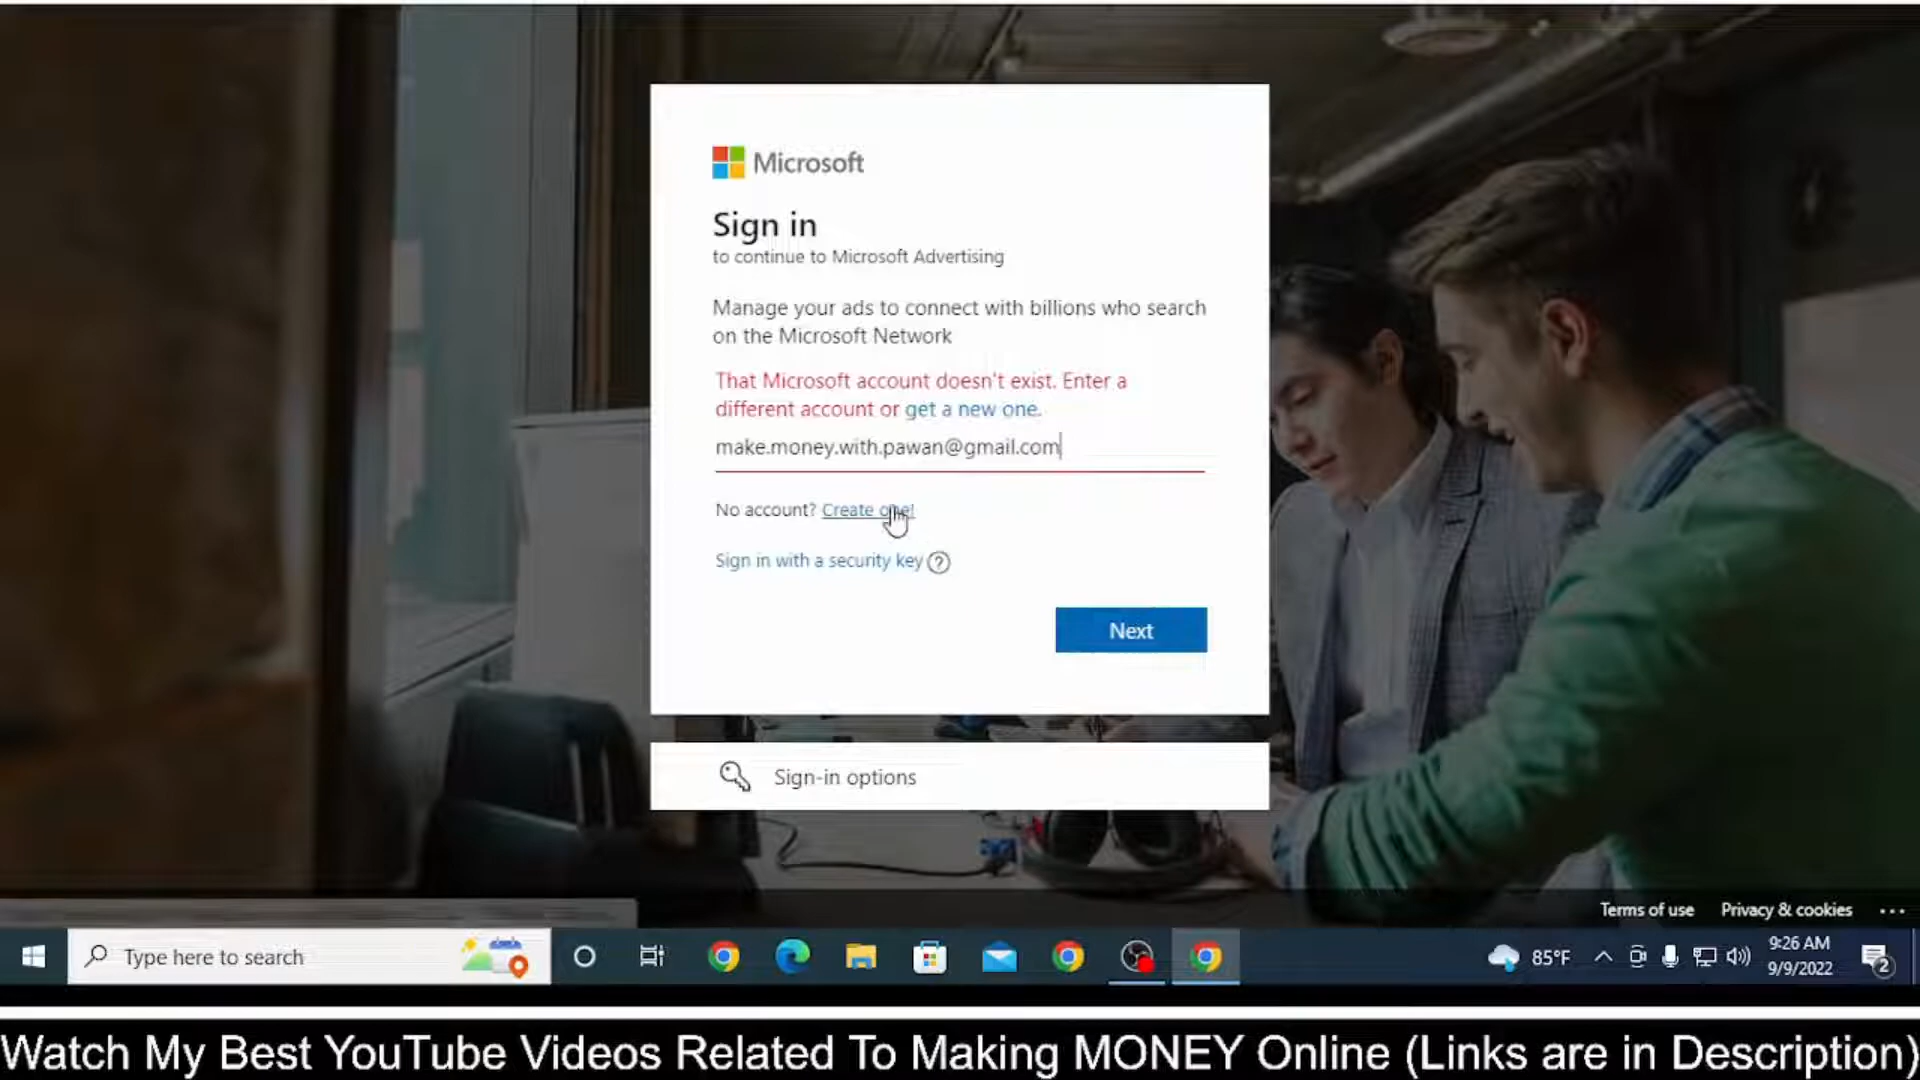 Microsoft
Sign in
to continue to Microsoft Advertising
Manage your ads to connect with billions who search
on the Microsoft Network
That Microsoft account doesn't exist. Enter a
different account or get a new one.
make.money.with.pawan@gmail.com
No account? Create one!
Sign in with a security key ?
Next
Sign-in options
Terms of use Privacy & cookies ...
Type here to search
85°F
9:26 AM
9/9/2022
2
Watch My Best YouTube Videos Related To Making MONEY Online (Links are in Description)